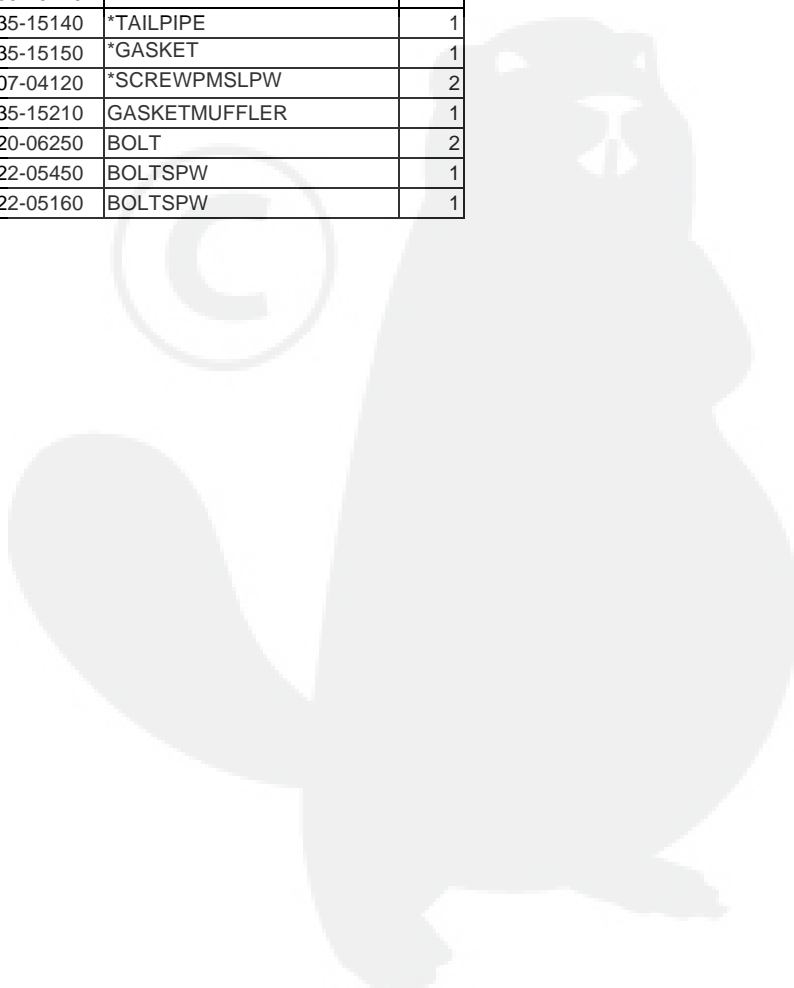 35-15140 *TAILPIPE 1
35-15150 *GASKET 1
07-04120 *SCREWPMSLPW 2
35-15210 GASKETMUFFLER 1
20-06250 BOLT 2
22-05450 BOLTSPW 1
22-05160 BOLTSPW 1
©